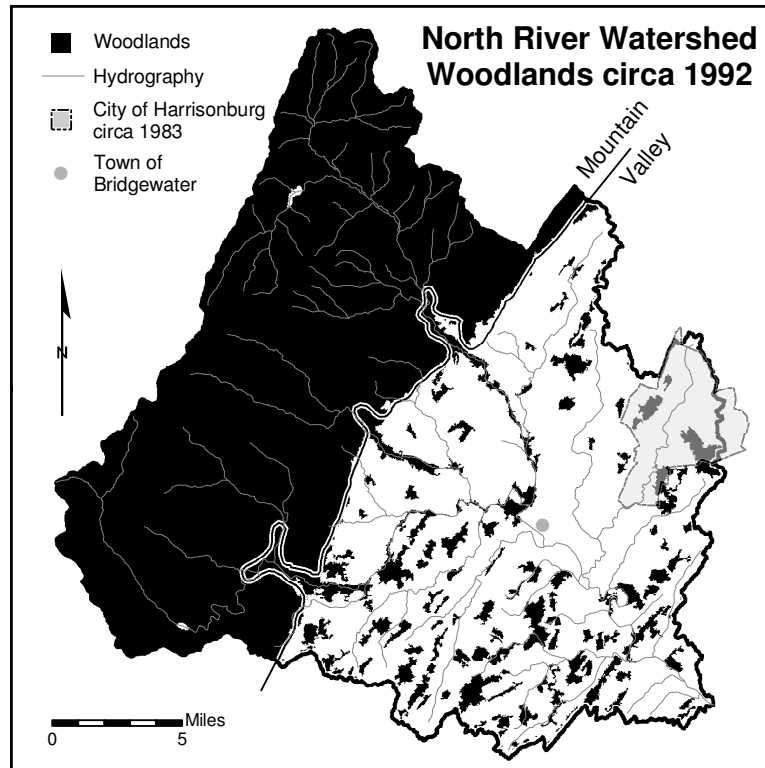 North River Watershed
Woodlands circa 1992
Woodlands
Hydrography
City of Harrisonburg
circa 1983
Town of
Bridgewater
Mountain
Valley
N
Miles
0 5